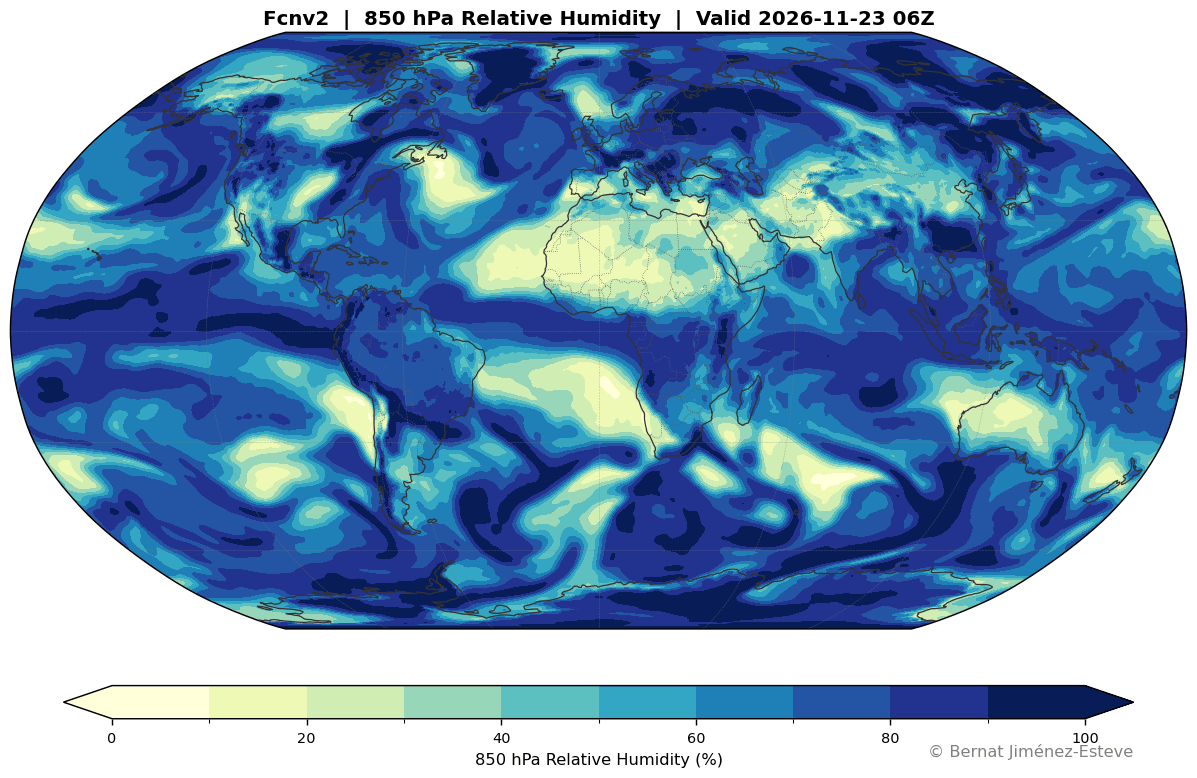 Fcnv2 | 850 hPa Relative Humidity | Valid 2026-11-23 06Z
0 20 40 60 80 100
850 hPa Relative Humidity (%)
© Bernat Jiménez-Esteve